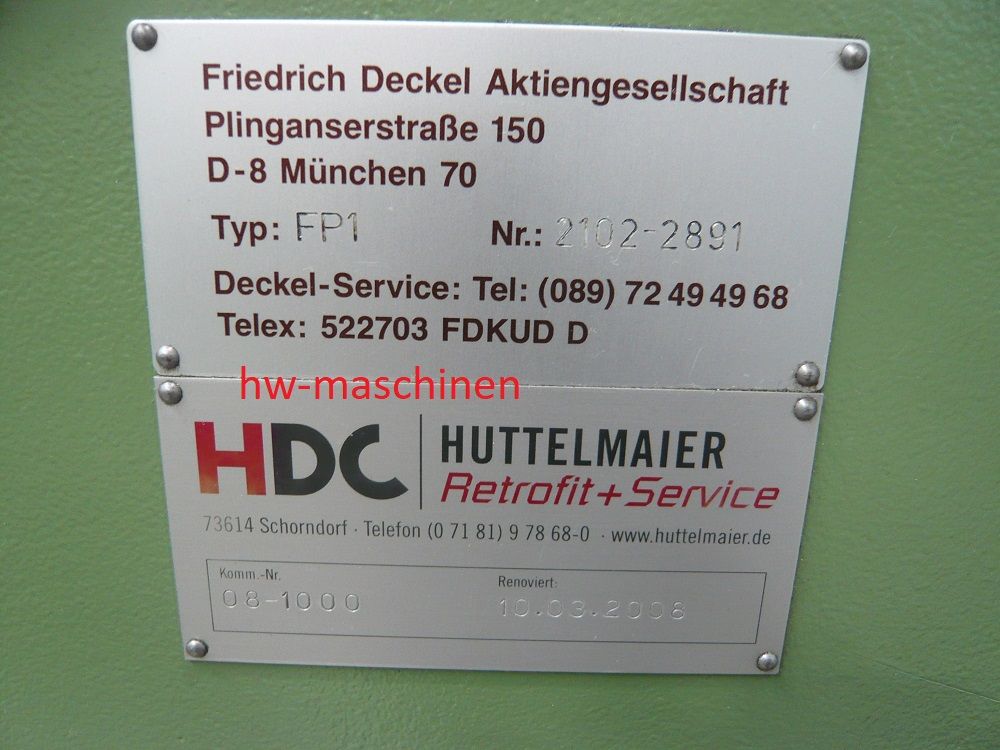 Friedrich Deckel Aktiengesellschaft
Plinganserstraße 150
D-8 München 70
Typ: FP1 Nr.: 2102-2891
Deckel-Service: Tel: (089) 72 49 49 68
Telex: 522703 FDKUD D
hw-maschinen
HDC HUTTELMAIER
Retrofit+Service
73614 Schorndorf · Telefon (0 71 81) 9 78 68-0 · www.huttelmaier.de
Komm.-Nr. Renoviert:
08-1000 10.03.2008